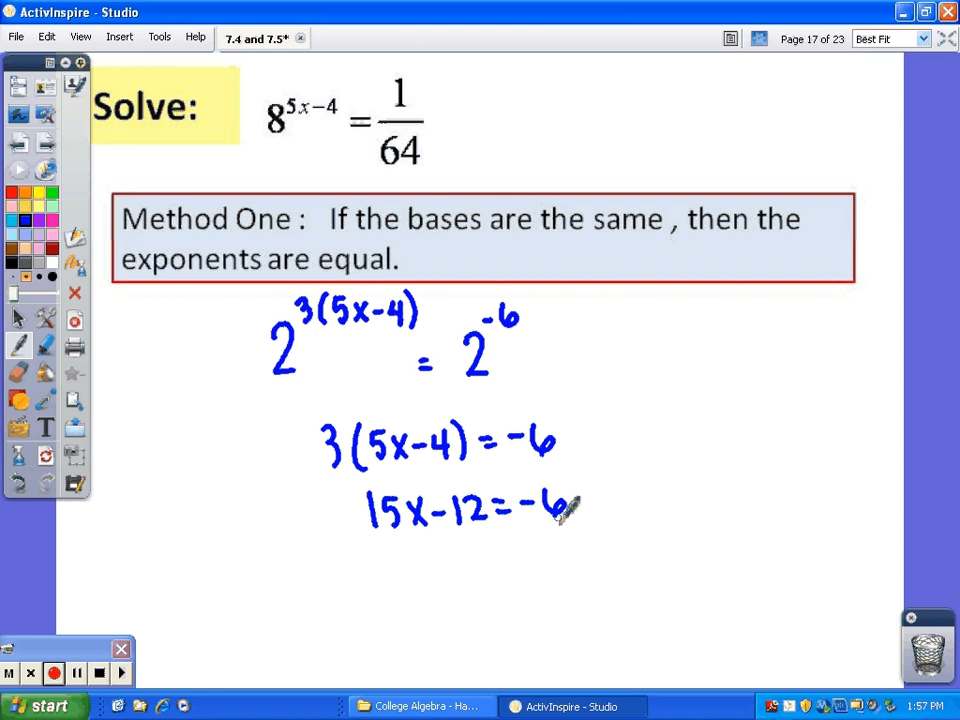 ActivInspire - Studio
File Edit View Insert Tools Help 7.4 and 7.5* Page 17 of 23 Best Fit
Solve: 8^{5x-4} = \frac{1}{64}
Method One : If the bases are the same , then the
exponents are equal.
2^{3(5x-4)} = 2^{-6}
3(5x-4) = -6
15x-12 = -6
M
start College Algebra - Ha... ActivInspire - Studio 1:57 PM